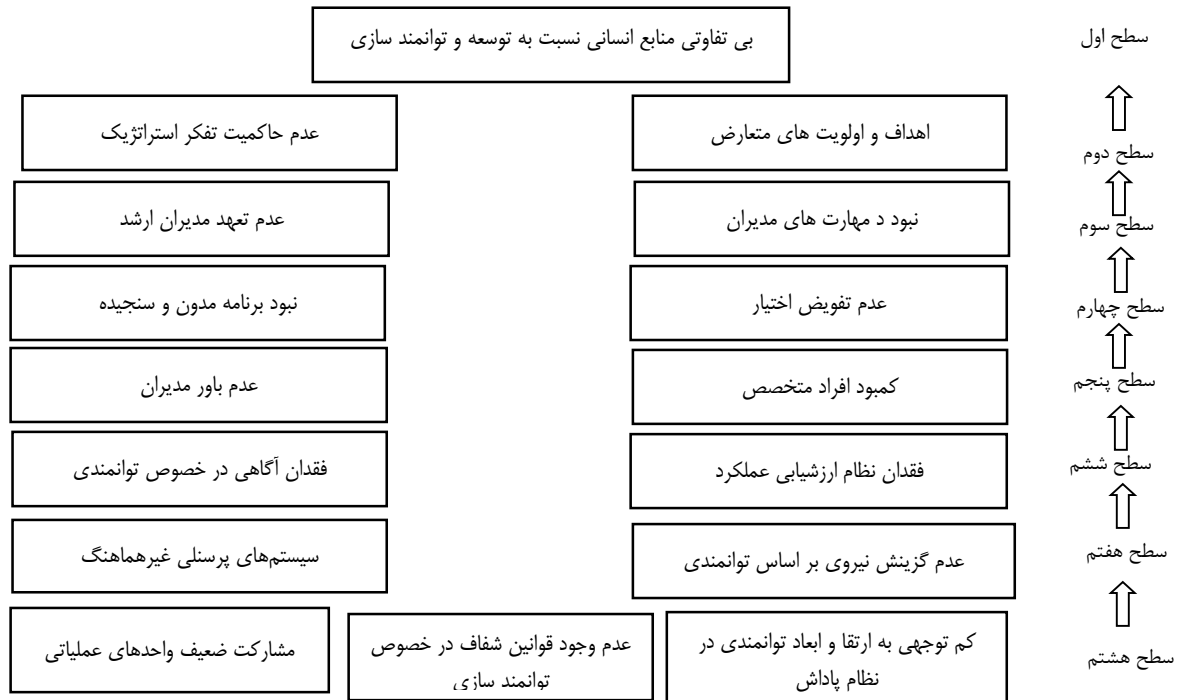 سطح اول
بی تفاوتی منابع انسانی نسبت به توسعه و توانمند سازی
سطح دوم
اهداف و اولویت های متعارض
عدم حاکمیت تفکر استراتژیک
سطح سوم
نبود د مهارت های مدیران
عدم تعهد مدیران ارشد
سطح چهارم
عدم تفویض اختیار
نبود برنامه مدون و سنجیده
سطح پنجم
کمبود افراد متخصص
عدم باور مدیران
سطح ششم
فقدان نظام ارزشیابی عملکرد
فقدان آگاهی در خصوص توانمندی
سطح هفتم
عدم گزینش نیروی بر اساس توانمندی
سیستم‌های پرسنلی غیرهماهنگ
سطح هشتم
کم توجهی به ارتقا و ابعاد توانمندی در
نظام پاداش
عدم وجود قوانین شفاف در خصوص
توانمند سازی
مشارکت ضعیف واحدهای عملیاتی